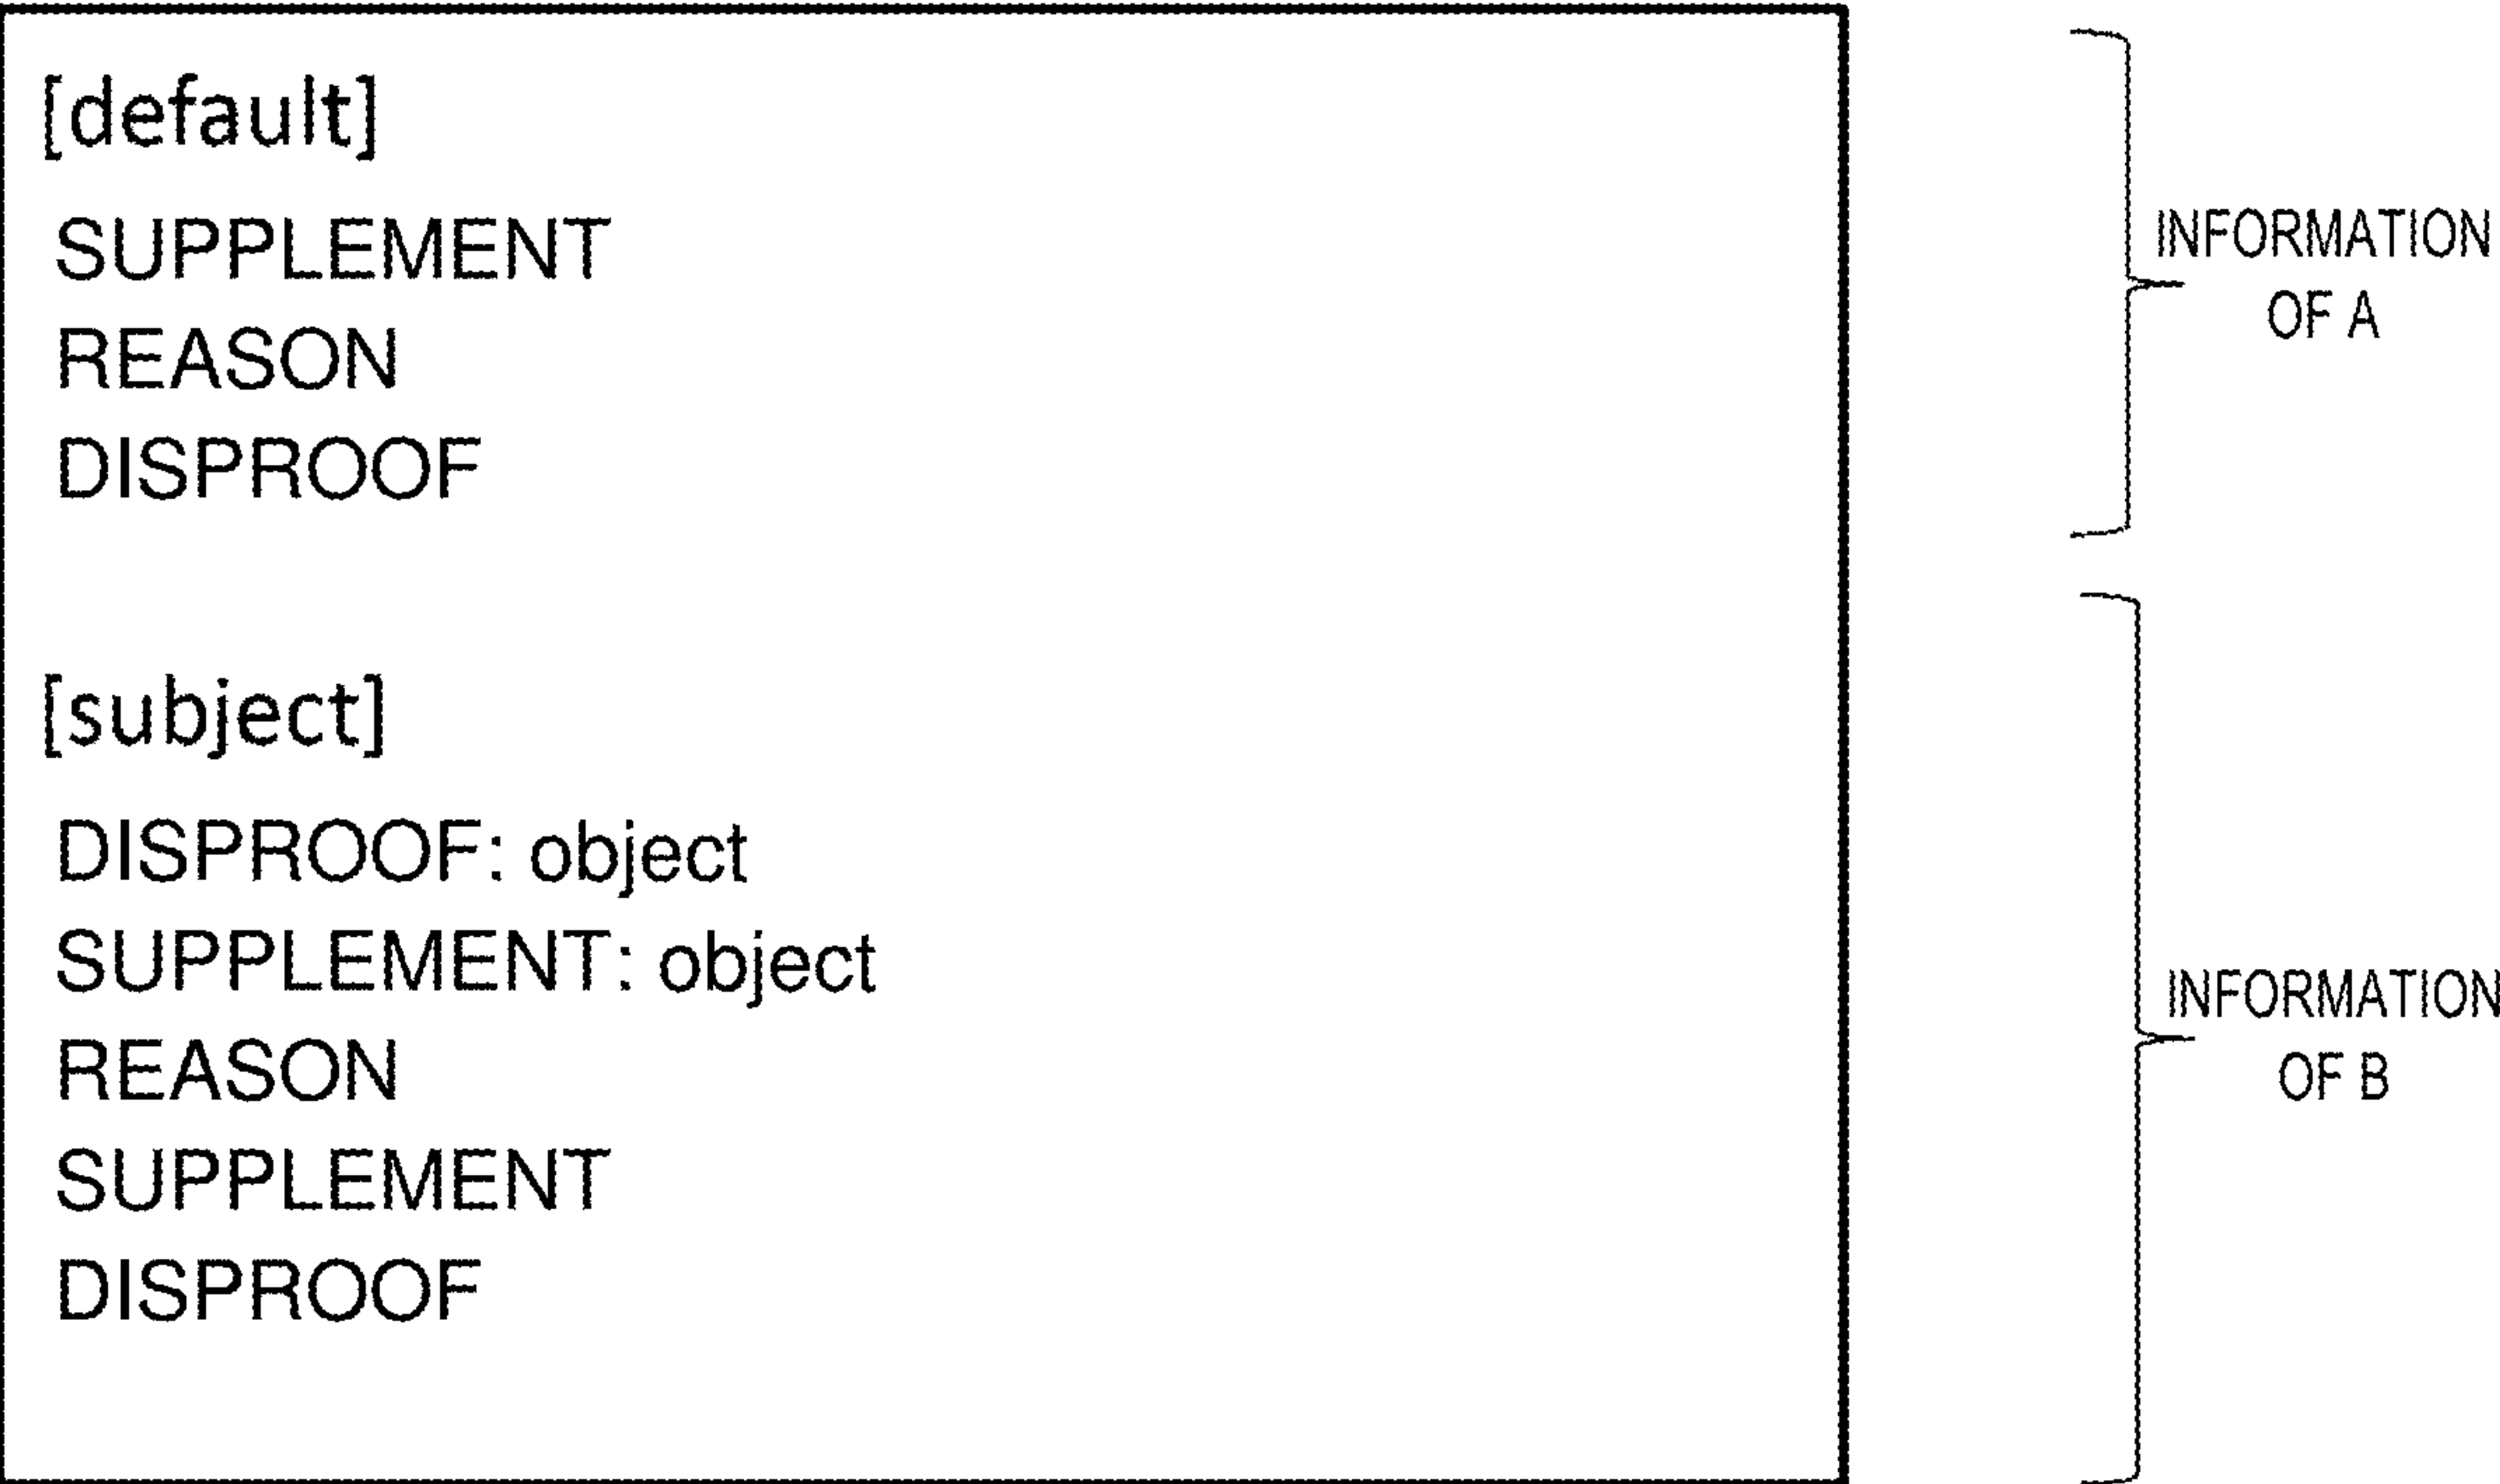 [default]
SUPPLEMENT
REASON
DISPROOF
INFORMATION
OF A
[subject]
DISPROOF: object
SUPPLEMENT: object
REASON
SUPPLEMENT
DISPROOF
INFORMATION
OF B